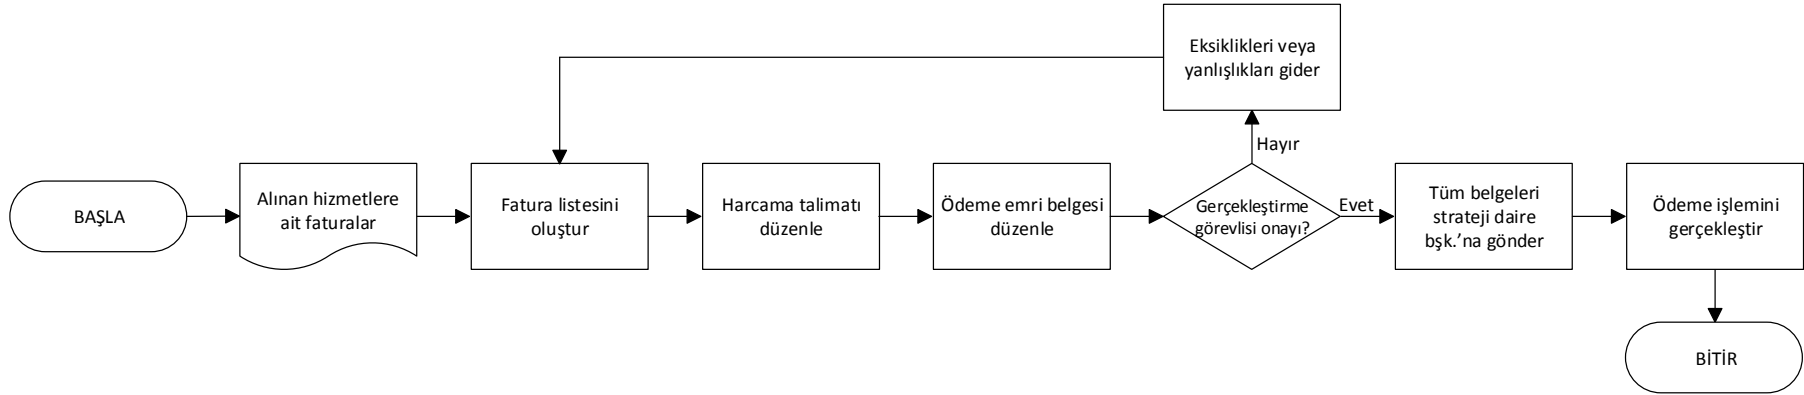 Eksiklikleri veya
yanlışlıkları gider
Hayır
BAŞLA
Alınan hizmetlere
ait faturalar
Fatura listesini
oluştur
Harcama talimatı
düzenle
Ödeme emri belgesi
düzenle
Gerçekleştirme
görevlisi onayı?
Evet
Tüm belgeleri
strateji daire
bşk.’na gönder
Ödeme işlemini
gerçekleştir
BİTİR